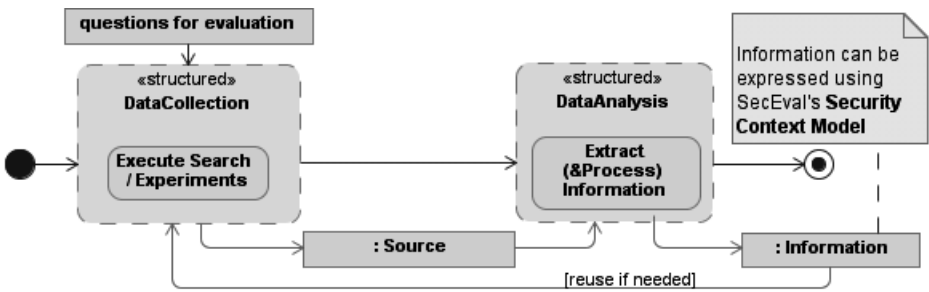 questions for evaluation
«structured»
DataCollection
Execute Search
/ Experiments
«structured»
DataAnalysis
Extract
(&Process)
Information
Information can be
expressed using
SecEval's Security
Context Model
: Source
: Information
[reuse if needed]